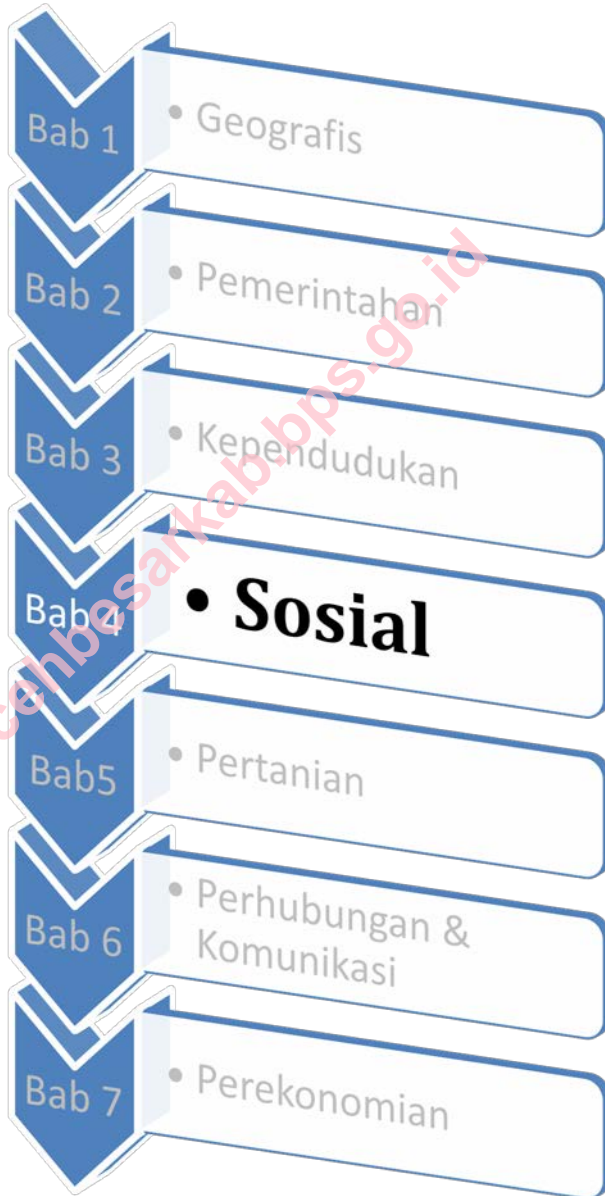 Bab 1
• Geografis
Bab 2
• Pemerintahan
Bab 3
• Kependudukan
Bab 4
• Sosial
Bab5
• Pertanian
Bab 6
• Perhubungan &
Komunikasi
Bab 7
• Perekonomian
cehbesarkab.bps.go.id